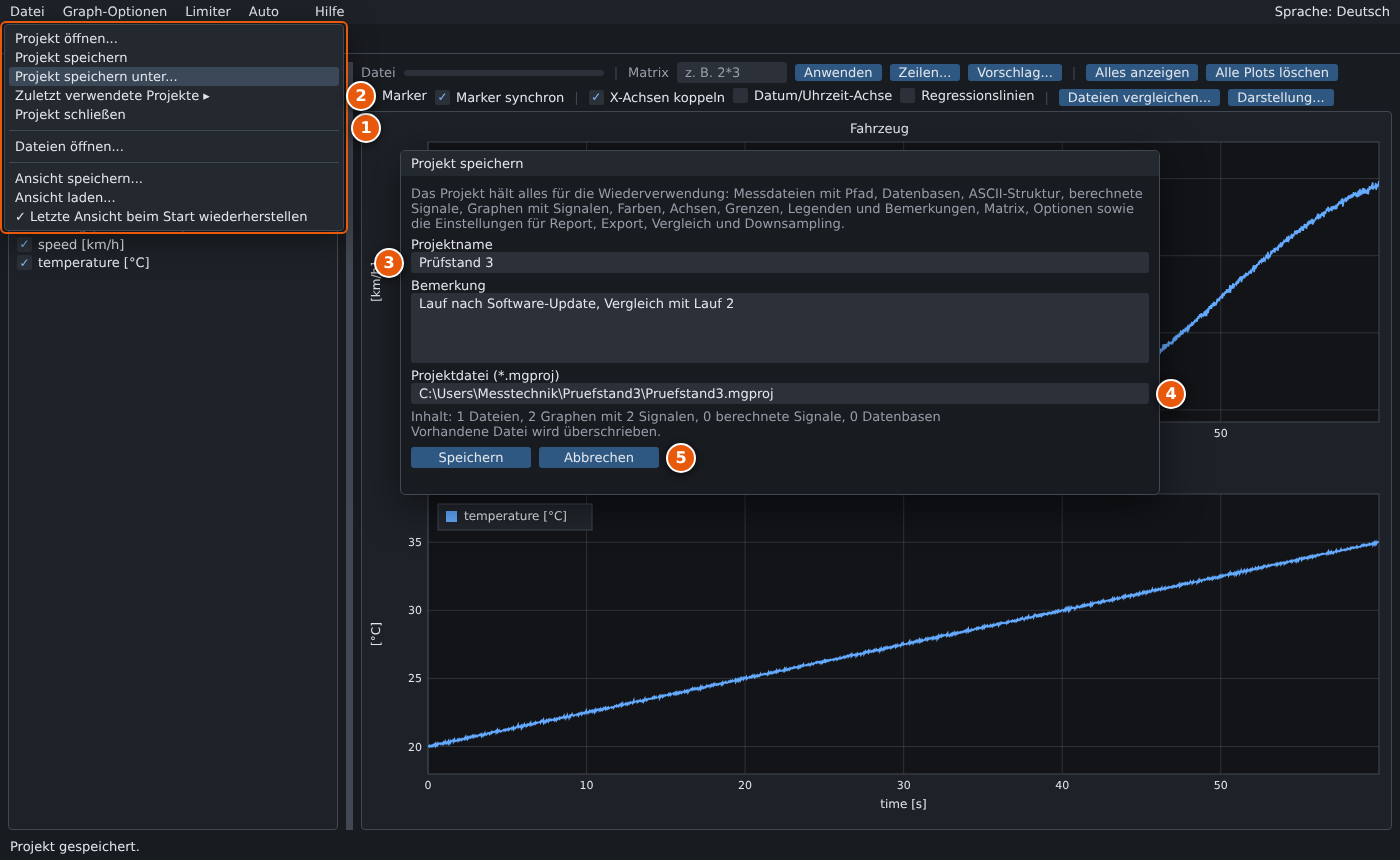 Datei Graph-Optionen Limiter Auto Hilfe Sprache: Deutsch
Projekt öffnen...
Projekt speichern
Projekt speichern unter...
Zuletzt verwendete Projekte ▸
Projekt schließen
Dateien öffnen...
Ansicht speichern...
Ansicht laden...
✓ Letzte Ansicht beim Start wiederherstellen
speed [km/h]
temperature [°C]
Datei | Matrix z. B. 2*3 Anwenden Zeilen... Vorschlag... | Alles anzeigen Alle Plots löschen
2 Marker Marker synchron | X-Achsen koppeln Datum/Uhrzeit-Achse Regressionslinien | Dateien vergleichen... Darstellung...
1
Fahrzeug
Projekt speichern
Das Projekt hält alles für die Wiederverwendung: Messdateien mit Pfad, Datenbasen, ASCII-Struktur, berechnete
Signale, Graphen mit Signalen, Farben, Achsen, Grenzen, Legenden und Bemerkungen, Matrix, Optionen sowie
die Einstellungen für Report, Export, Vergleich und Downsampling.
Projektname
3 Prüfstand 3
Bemerkung
Lauf nach Software-Update, Vergleich mit Lauf 2
Projektdatei (*.mgproj)
C:\Users\Messtechnik\Pruefstand3\Pruefstand3.mgproj 4
Inhalt: 1 Dateien, 2 Graphen mit 2 Signalen, 0 berechnete Signale, 0 Datenbasen
Vorhandene Datei wird überschrieben.
Speichern Abbrechen 5
50
temperature [°C]
35
30
25
20
[°C]
0 10 20 30 40 50
time [s]
Projekt gespeichert.